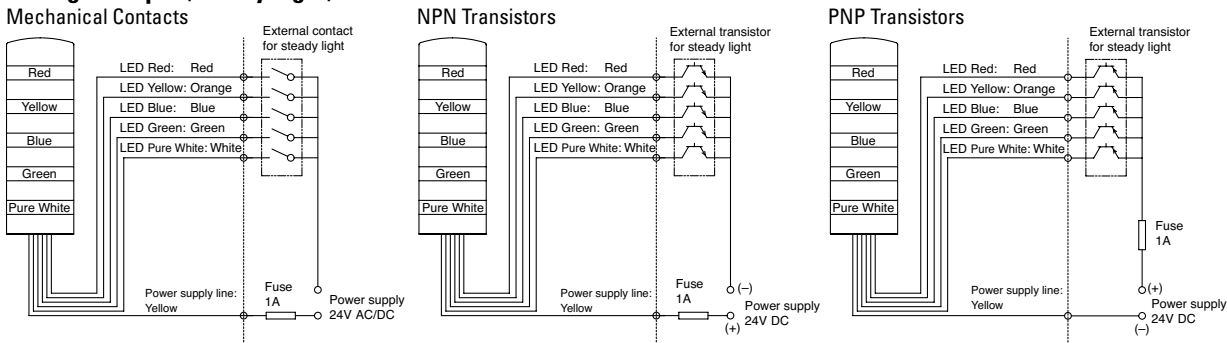 Mechanical Contacts
External contact
for steady light
Red
Yellow
Blue
Green
Pure White
LED Red: Red
LED Yellow: Orange
LED Blue: Blue
LED Green: Green
LED Pure White: White
Power supply line:
Yellow
Fuse
1A
Power supply
24V AC/DC
NPN Transistors
External transistor
for steady light
Red
Yellow
Blue
Green
Pure White
LED Red: Red
LED Yellow: Orange
LED Blue: Blue
LED Green: Green
LED Pure White: White
Power supply line:
Yellow
Fuse
1A
(−)
Power supply
24V DC
(+)
PNP Transistors
External transistor
for steady light
Red
Yellow
Blue
Green
Pure White
LED Red: Red
LED Yellow: Orange
LED Blue: Blue
LED Green: Green
LED Pure White: White
Fuse
1A
Power supply line:
Yellow
(+)
Power supply
24V DC
(−)